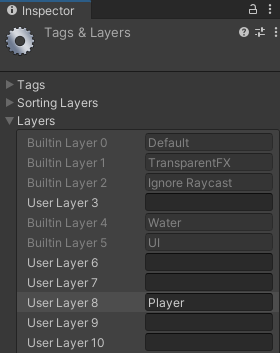 Inspector
Tags & Layers
Tags
Sorting Layers
Layers
Builtin Layer 0 Default
Builtin Layer 1 TransparentFX
Builtin Layer 2 Ignore Raycast
User Layer 3
Builtin Layer 4 Water
Builtin Layer 5 UI
User Layer 6
User Layer 7
User Layer 8 Player
User Layer 9
User Layer 10